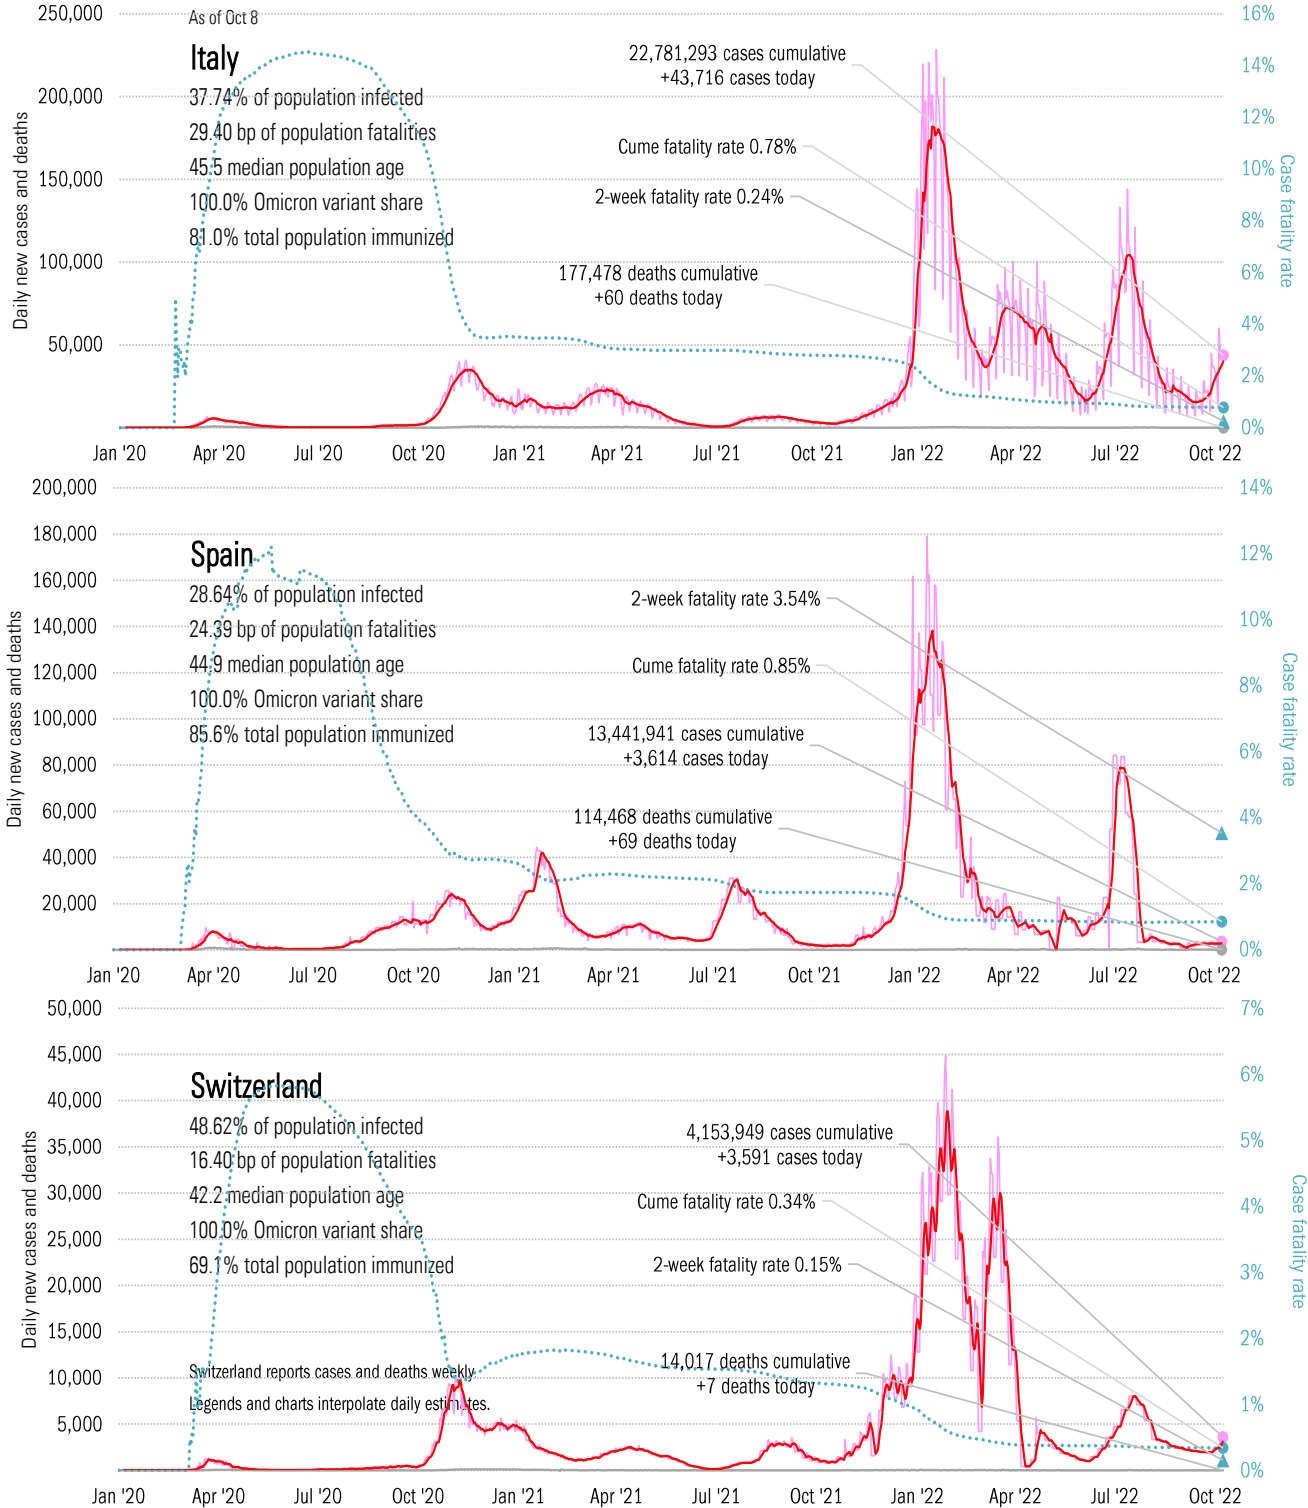 As of Oct 8
Italy
37.74% of population infected
29.40 bp of population fatalities
45.5 median population age
100.0% Omicron variant share
81.0% total population immunized
22,781,293 cases cumulative
+43,716 cases today
Cume fatality rate 0.78%
2-week fatality rate 0.24%
177,478 deaths cumulative
+60 deaths today
Daily new cases and deaths
250,000
200,000
150,000
100,000
50,000
16%
14%
12%
10%
8%
6%
4%
2%
0%
Case fatality rate
Jan '20 Apr '20 Jul '20 Oct '20 Jan '21 Apr '21 Jul '21 Oct '21 Jan '22 Apr '22 Jul '22 Oct '22
Spain
28.64% of population infected
24.39 bp of population fatalities
44.9 median population age
100.0% Omicron variant share
85.6% total population immunized
2-week fatality rate 3.54%
Cume fatality rate 0.85%
13,441,941 cases cumulative
+3,614 cases today
114,468 deaths cumulative
+69 deaths today
Daily new cases and deaths
200,000
180,000
160,000
140,000
120,000
100,000
80,000
60,000
40,000
20,000
14%
12%
10%
8%
6%
4%
2%
0%
Case fatality rate
Jan '20 Apr '20 Jul '20 Oct '20 Jan '21 Apr '21 Jul '21 Oct '21 Jan '22 Apr '22 Jul '22 Oct '22
Switzerland
48.62% of population infected
16.40 bp of population fatalities
42.2 median population age
100.0% Omicron variant share
69.1% total population immunized
Switzerland reports cases and deaths weekly.
Legends and charts interpolate daily estimates.
4,153,949 cases cumulative
+3,591 cases today
Cume fatality rate 0.34%
2-week fatality rate 0.15%
14,017 deaths cumulative
+7 deaths today
Daily new cases and deaths
50,000
45,000
40,000
35,000
30,000
25,000
20,000
15,000
10,000
5,000
7%
6%
5%
4%
3%
2%
1%
0%
Case fatality rate
Jan '20 Apr '20 Jul '20 Oct '20 Jan '21 Apr '21 Jul '21 Oct '21 Jan '22 Apr '22 Jul '22 Oct '22